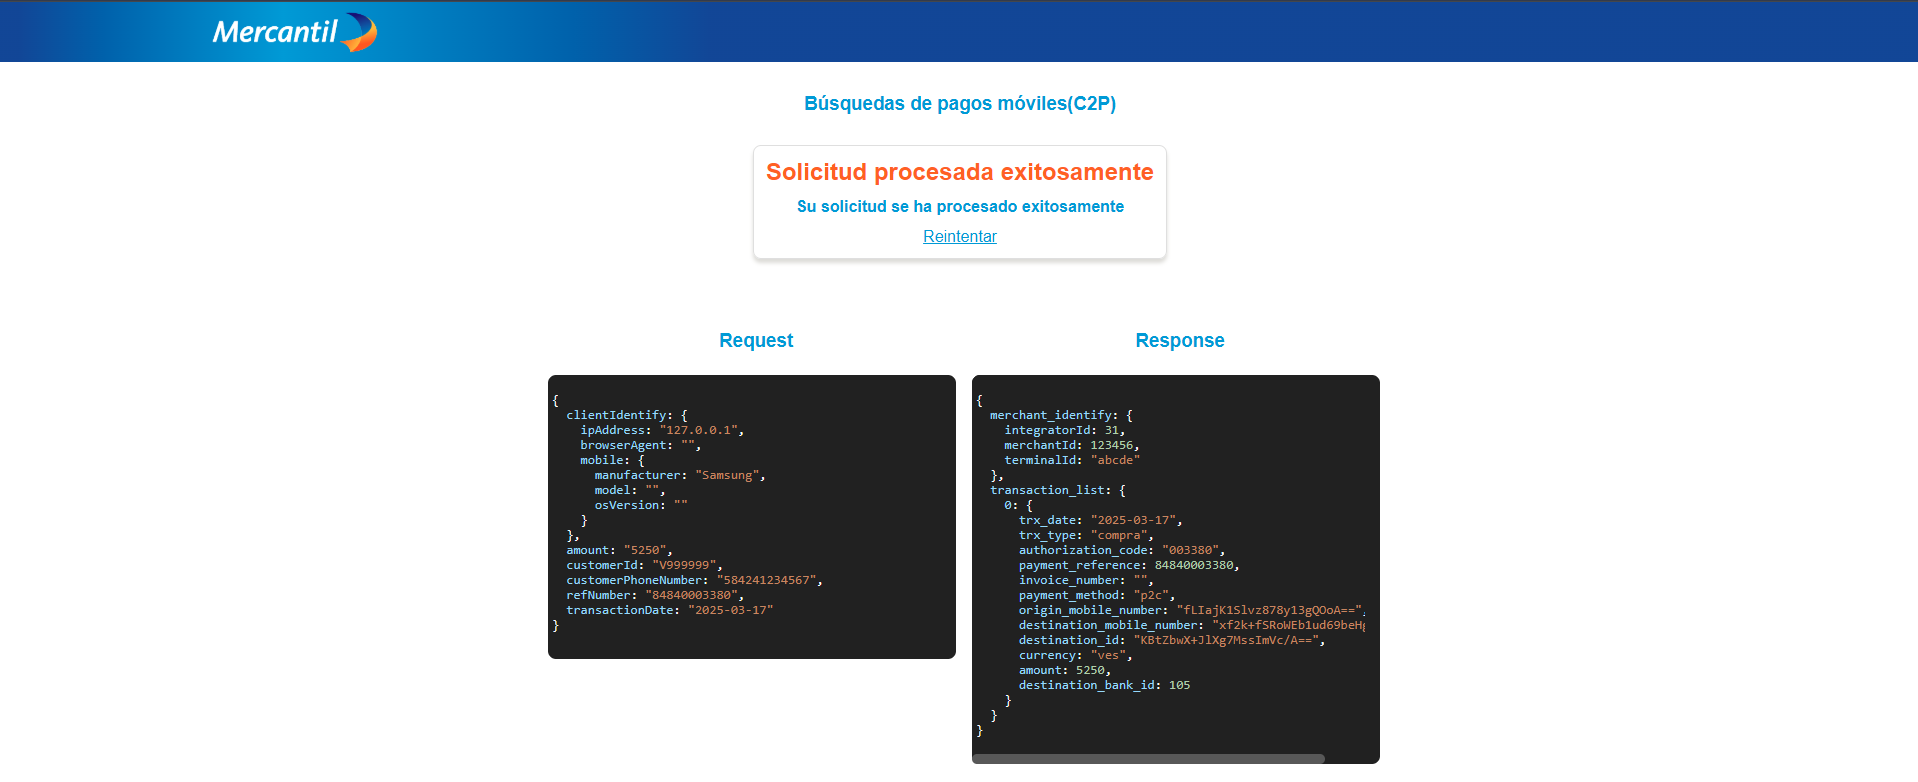 Mercantil
Búsquedas de pagos móviles(C2P)
Solicitud procesada exitosamente
Su solicitud se ha procesado exitosamente
Reintentar
Request
{
  clientIdentify: {
    ipAddress: "127.0.0.1",
    browserAgent: "",
    mobile: {
      manufacturer: "Samsung",
      model: "",
      osVersion: ""
    }
  },
  amount: "5250",
  customerId: "V999999",
  customerPhoneNumber: "584241234567",
  refNumber: "84840003380",
  transactionDate: "2025-03-17"
}
Response
{
  merchant_identify: {
    integratorId: 31,
    merchantId: 123456,
    terminalId: "abcde"
  },
  transaction_list: {
    0: {
      trx_date: "2025-03-17",
      trx_type: "compra",
      authorization_code: "003380",
      payment_reference: 84840003380,
      invoice_number: "",
      payment_method: "p2c",
      origin_mobile_number: "fLIajK1Slvz878y13gQOoA==",
      destination_mobile_number: "xf2k+fSRoWEb1ud69beHg
      destination_id: "KBtZbwX+JlXg7MssImVc/A==",
      currency: "ves",
      amount: 5250,
      destination_bank_id: 105
    }
  }
}